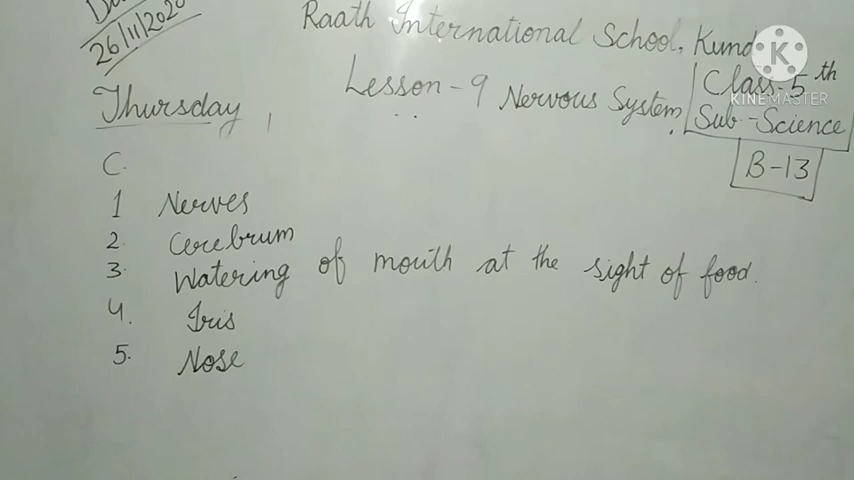 26/11/2020
Raath International School, Kund
Thursday
Lesson-9 Nervous System
Class-5th
Sub-Science
B-13
C.
1 Nerves
2. Cerebrum
3. Watering of mouth at the sight of food.
4. Iris
5. Nose
KINEMASTER